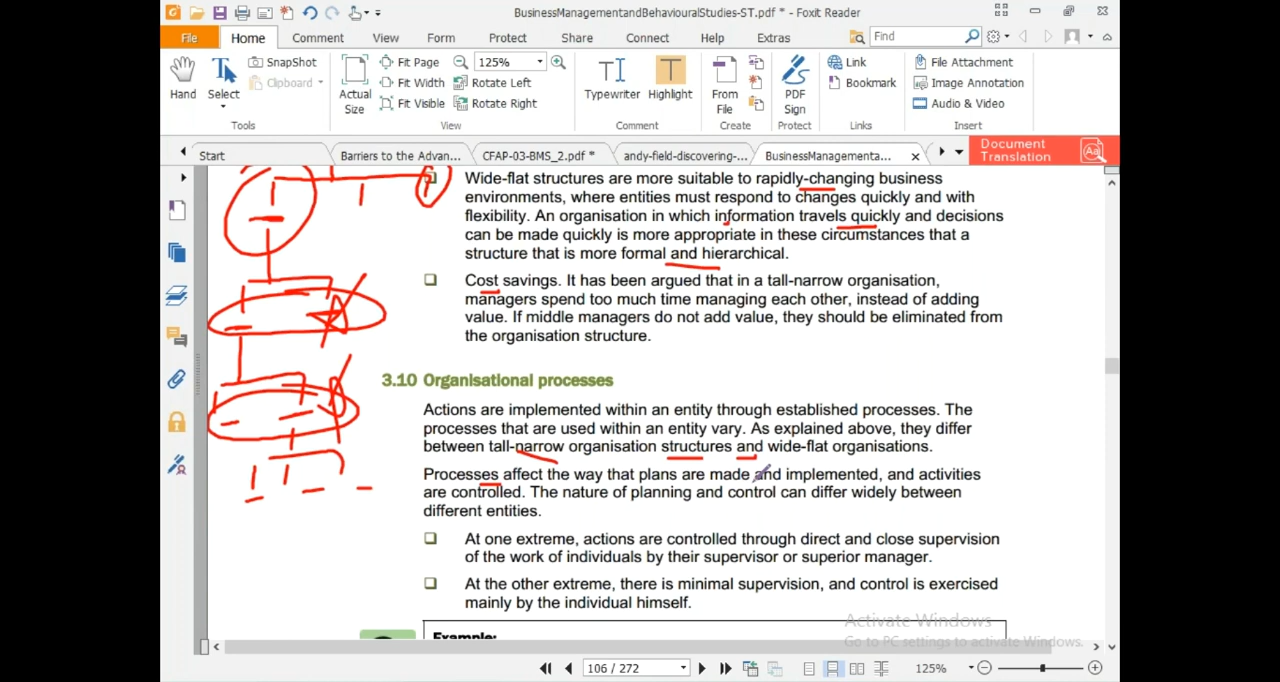 BusinessManagementandBehaviouralStudies-ST.pdf * - Foxit Reader
File Home Comment View Form Protect Share Connect Help Extras Find
Hand
Select
SnapShot
Clipboard
Tools
Actual Size
Fit Page
Fit Width
Fit Visible
125%
Rotate Left
Rotate Right
View
Typewriter
Highlight
Comment
From File
Create
PDF Sign
Protect
Link
Bookmark
Links
File Attachment
Image Annotation
Audio & Video
Insert
Start Barriers to the Advan... CFAP-03-BMS_2.pdf * andy-field-discovering-... BusinessManagementa...
Document Translation
Wide-flat structures are more suitable to rapidly-changing business
environments, where entities must respond to changes quickly and with
flexibility. An organisation in which information travels quickly and decisions
can be made quickly is more appropriate in these circumstances that a
structure that is more formal and hierarchical.
Cost savings. It has been argued that in a tall-narrow organisation,
managers spend too much time managing each other, instead of adding
value. If middle managers do not add value, they should be eliminated from
the organisation structure.
3.10 Organisational processes
Actions are implemented within an entity through established processes. The
processes that are used within an entity vary. As explained above, they differ
between tall-narrow organisation structures and wide-flat organisations.
Processes affect the way that plans are made and implemented, and activities
are controlled. The nature of planning and control can differ widely between
different entities.
At one extreme, actions are controlled through direct and close supervision
of the work of individuals by their supervisor or superior manager.
At the other extreme, there is minimal supervision, and control is exercised
mainly by the individual himself.
Example:
Activate Windows
Go to PC settings to activate Windows.
106 / 272
125%